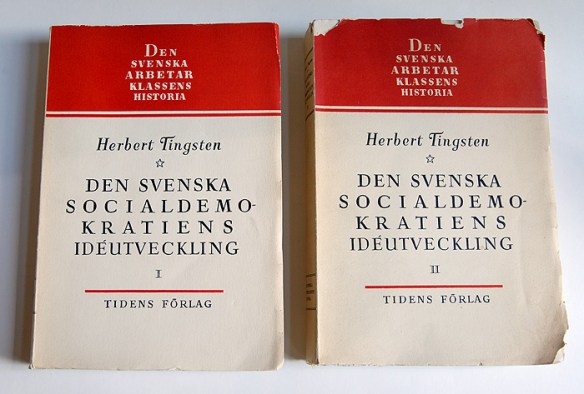 DEN
SVENSKA
ARBETAR
KLASSENS
HISTORIA
Herbert Tingsten
DEN SVENSKA
SOCIALDEMO-
KRATIENS
IDÉUTVECKLING
I
TIDENS FÖRLAG
DEN
SVENSKA
ARBETAR
KLASSENS
HISTORIA
Herbert Tingsten
DEN SVENSKA
SOCIALDEMO-
KRATIENS
IDÉUTVECKLING
II
TIDENS FÖRLAG